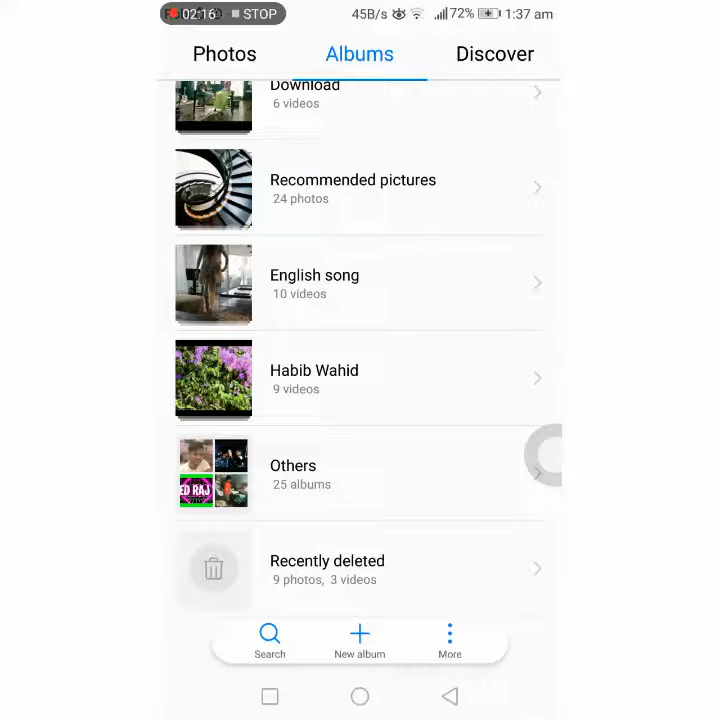 02:16 STOP
45B/s 72% 1:37 am
Photos Albums Discover
Download
6 videos
Recommended pictures
24 photos
English song
10 videos
Habib Wahid
9 videos
Others
25 albums
ED RAJ
Recently deleted
9 photos, 3 videos
Search New album More